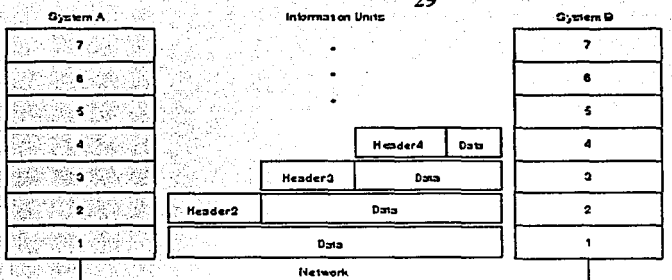 29
System A Information Units System B
7 7
6 6
5 5
4 Header4 Data 4
3 Header3 Data 3
2 Header2 Data 2
1 Data 1
Network